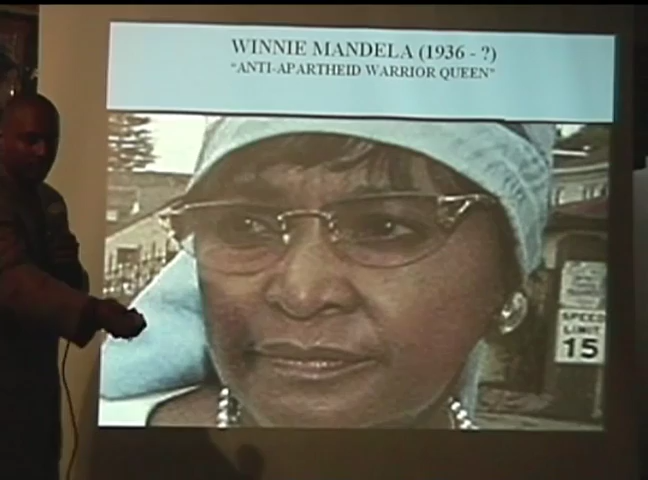 WINNIE MANDELA (1936 - ?)
"ANTI-APARTHEID WARRIOR QUEEN"
SPEED
LIMIT
15